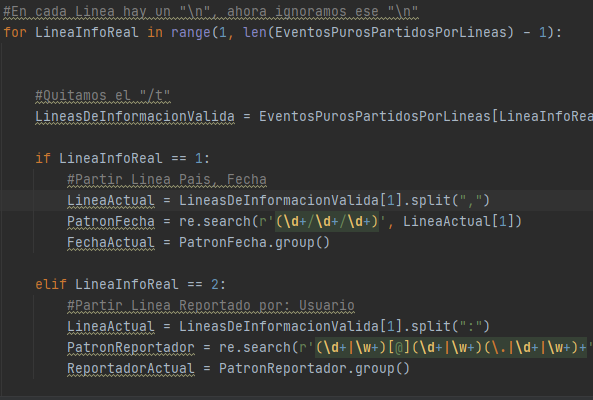 #En cada Linea hay un "\n", ahora ignoramos ese "\n"
for LineaInfoReal in range(1, len(EventosPurosPartidosPorLineas) - 1):
#Quitamos el "/t"
LineasDeInformacionValida = EventosPurosPartidosPorLineas[LineaInfoRea
if LineaInfoReal == 1:
#Partir Linea Pais, Fecha
LineaActual = LineasDeInformacionValida[1].split(",")
PatronFecha = re.search(r'(\d+/\d+/\d+)', LineaActual[1])
FechaActual = PatronFecha.group()
elif LineaInfoReal == 2:
#Partir Linea Reportado por: Usuario
LineaActual = LineasDeInformacionValida[1].split(":")
PatronReportador = re.search(r'(\d+|\w+)[@](\d+|\w+)(\.|\d+|\w+)+'
ReportadorActual = PatronReportador.group()